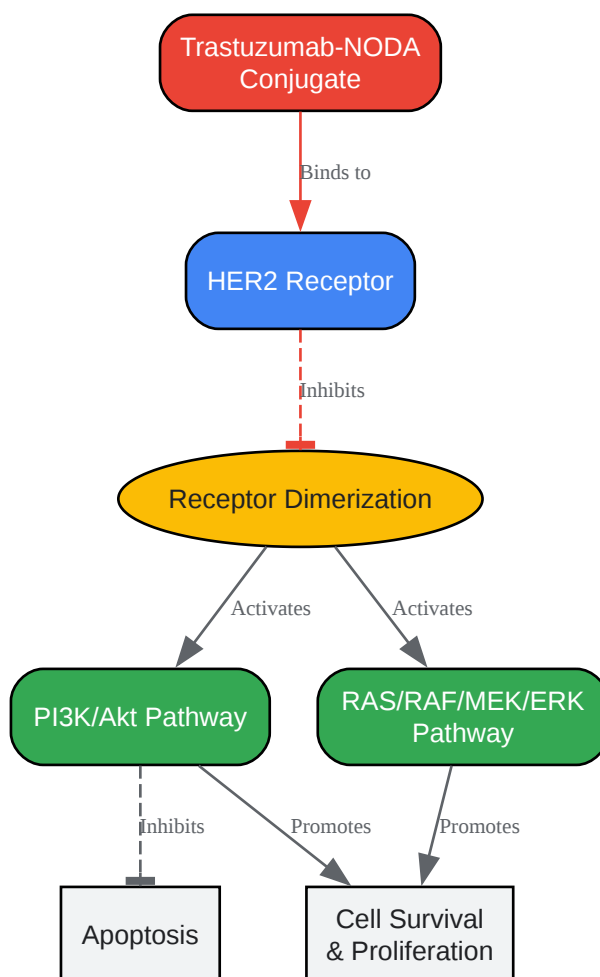 Trastuzumab-NODA
Conjugate
Binds to
HER2 Receptor
Inhibits
Receptor Dimerization
Activates
Activates
PI3K/Akt Pathway
RAS/RAF/MEK/ERK
Pathway
Inhibits
Promotes
Promotes
Apoptosis
Cell Survival
& Proliferation